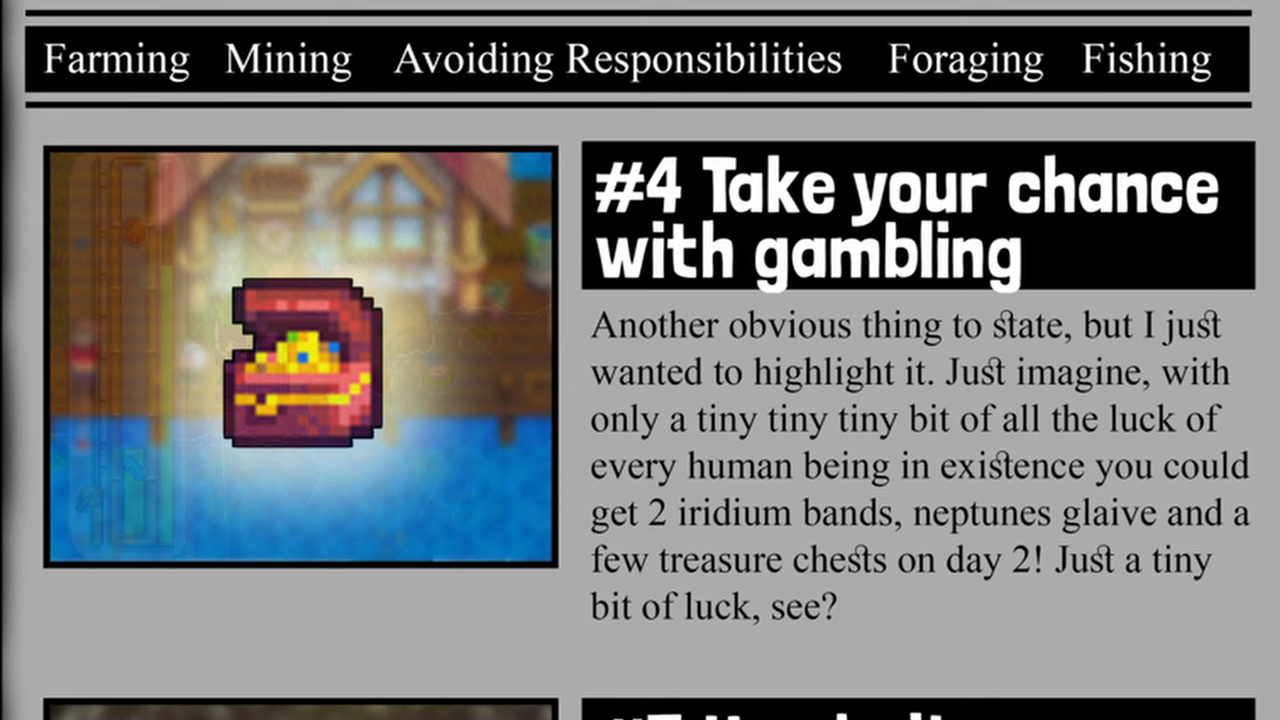 Farming Mining Avoiding Responsibilities Foraging Fishing
#4 Take your chance
with gambling
Another obvious thing to state, but I just
wanted to highlight it. Just imagine, with
only a tiny tiny tiny bit of all the luck of
every human being in existence you could
get 2 iridium bands, neptunes glaive and a
few treasure chests on day 2! Just a tiny
bit of luck, see?